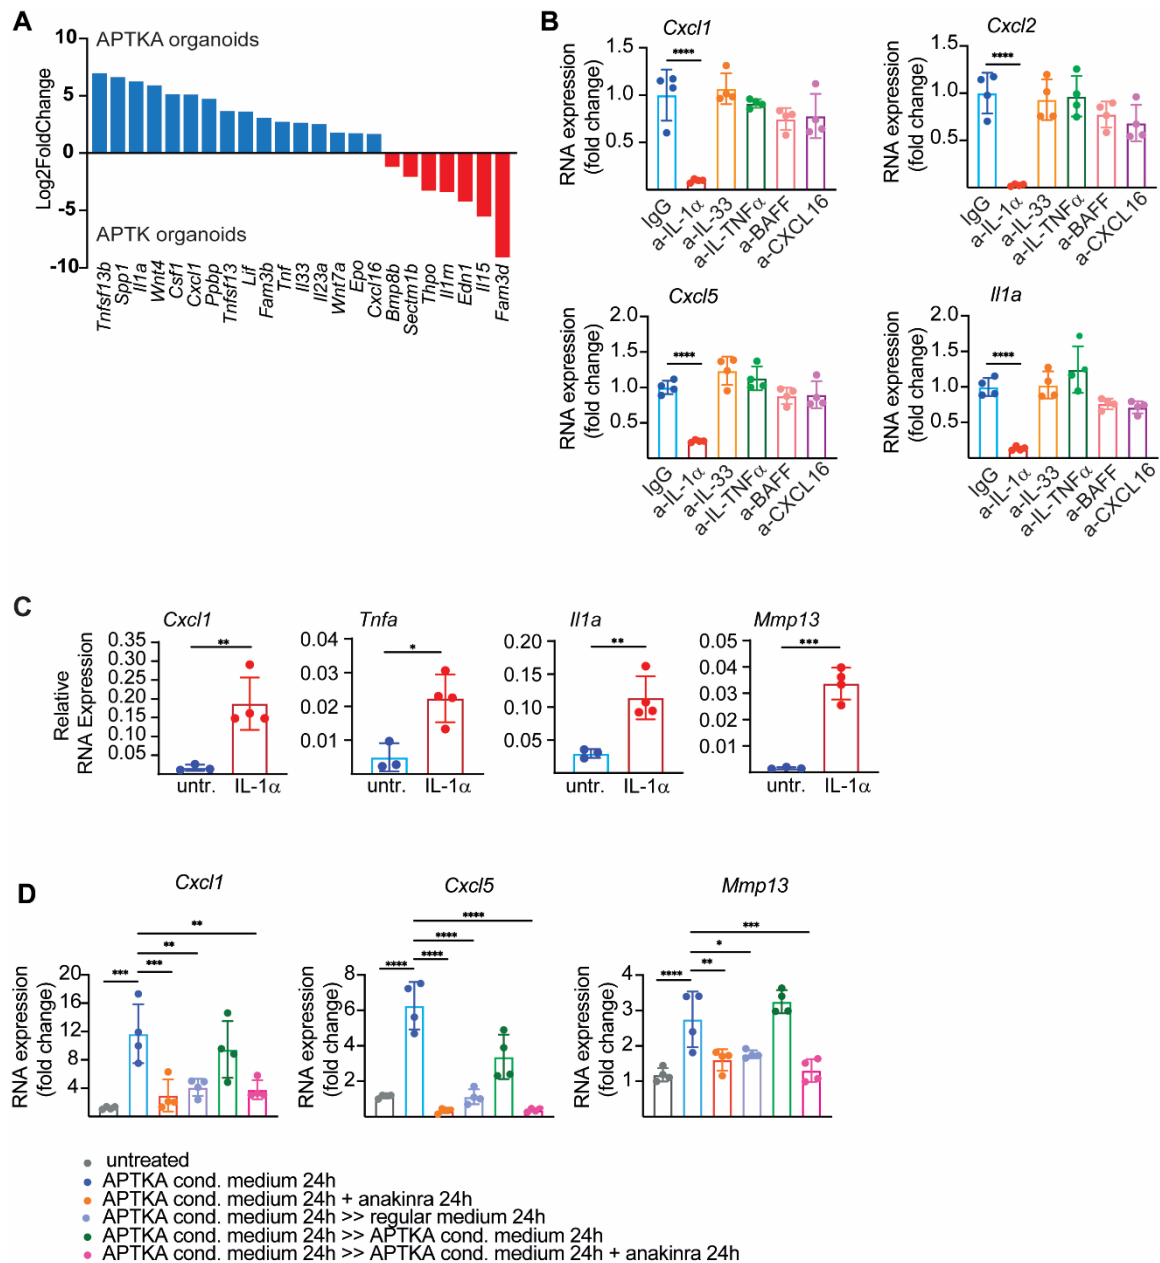 A
10
5
0
-5
-10
Log2FoldChange
APTKA organoids
APTK organoids
Tnfsf13b
Spp1
Il1a
Wnt4
Csf1
Cxcl1
Ppbp
Tnfsf13
Lif
Fam3b
Tnf
Il33
Il23a
Wnt7a
Epo
Cxcl16
Bmp8b
Sectm1b
Thpo
Il1rn
Edn1
Il15
Fam3d
B
Cxcl1
RNA expression
(fold change)
1.5
1.0
0.5
****
IgG
a-IL-1α
a-IL-33
a-IL-TNFα
a-BAFF
a-CXCL16
Cxcl2
RNA expression
(fold change)
1.5
1.0
0.5
****
IgG
a-IL-1α
a-IL-33
a-IL-TNFα
a-BAFF
a-CXCL16
Cxcl5
RNA expression
(fold change)
2.0
1.5
1.0
0.5
****
IgG
a-IL-1α
a-IL-33
a-IL-TNFα
a-BAFF
a-CXCL16
Il1a
RNA expression
(fold change)
2.0
1.5
1.0
0.5
****
IgG
a-IL-1α
a-IL-33
a-IL-TNFα
a-BAFF
a-CXCL16
C
Relative
RNA Expression
Cxcl1
0.35
0.30
0.25
0.20
0.15
0.10
0.05
**
untr. IL-1α
Tnfa
0.04
0.03
0.02
0.01
*
untr. IL-1α
Il1a
0.20
0.15
0.10
0.05
**
untr. IL-1α
Mmp13
0.05
0.04
0.03
0.02
0.01
***
untr. IL-1α
D
Cxcl1
RNA expression
(fold change)
20
16
12
8
4
**
**
***
***
Cxcl5
RNA expression
(fold change)
8
6
4
2
****
****
****
****
Mmp13
RNA expression
(fold change)
4
3
2
1
***
*
**
****
untreated
APTKA cond. medium 24h
APTKA cond. medium 24h + anakinra 24h
APTKA cond. medium 24h >> regular medium 24h
APTKA cond. medium 24h >> APTKA cond. medium 24h
APTKA cond. medium 24h >> APTKA cond. medium 24h + anakinra 24h